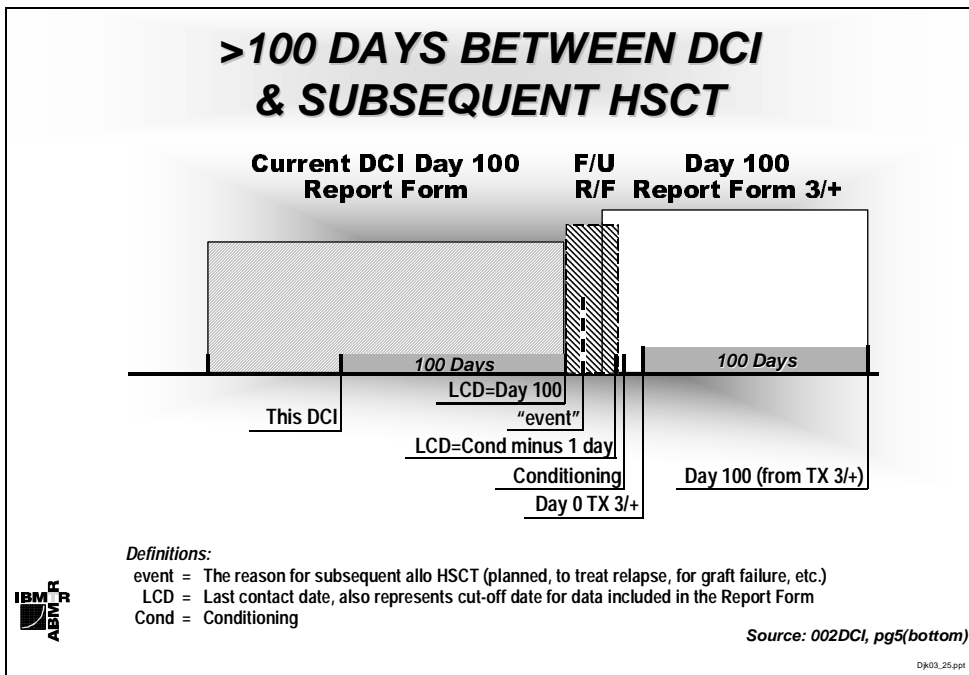 >100 DAYS BETWEEN DCI
& SUBSEQUENT HSCT
Current DCI Day 100
Report Form
F/U
R/F
Day 100
Report Form 3/+
100 Days
100 Days
LCD=Day 100
This DCI
“event”
LCD=Cond minus 1 day
Conditioning
Day 100 (from TX 3/+)
Day 0 TX 3/+
Definitions:
event = The reason for subsequent allo HSCT (planned, to treat relapse, for graft failure, etc.)
LCD = Last contact date, also represents cut-off date for data included in the Report Form
Cond = Conditioning
IBMTR
ABMTR
Source: 002DCI, pg5(bottom)
Djk03_25.ppt